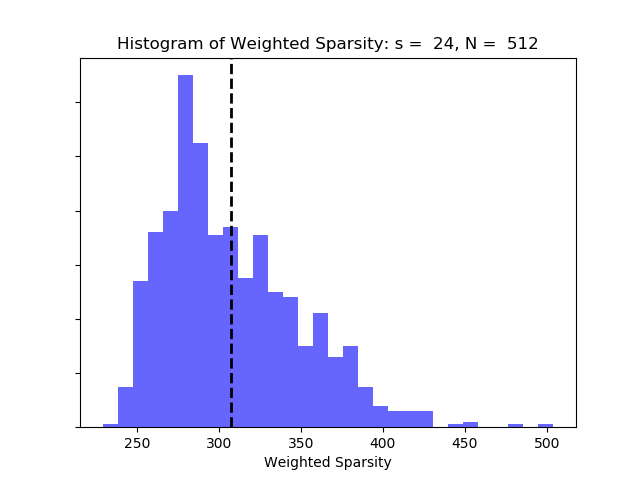 Histogram of Weighted Sparsity: s =  24, N =  512
250 300 350 400 450 500
Weighted Sparsity